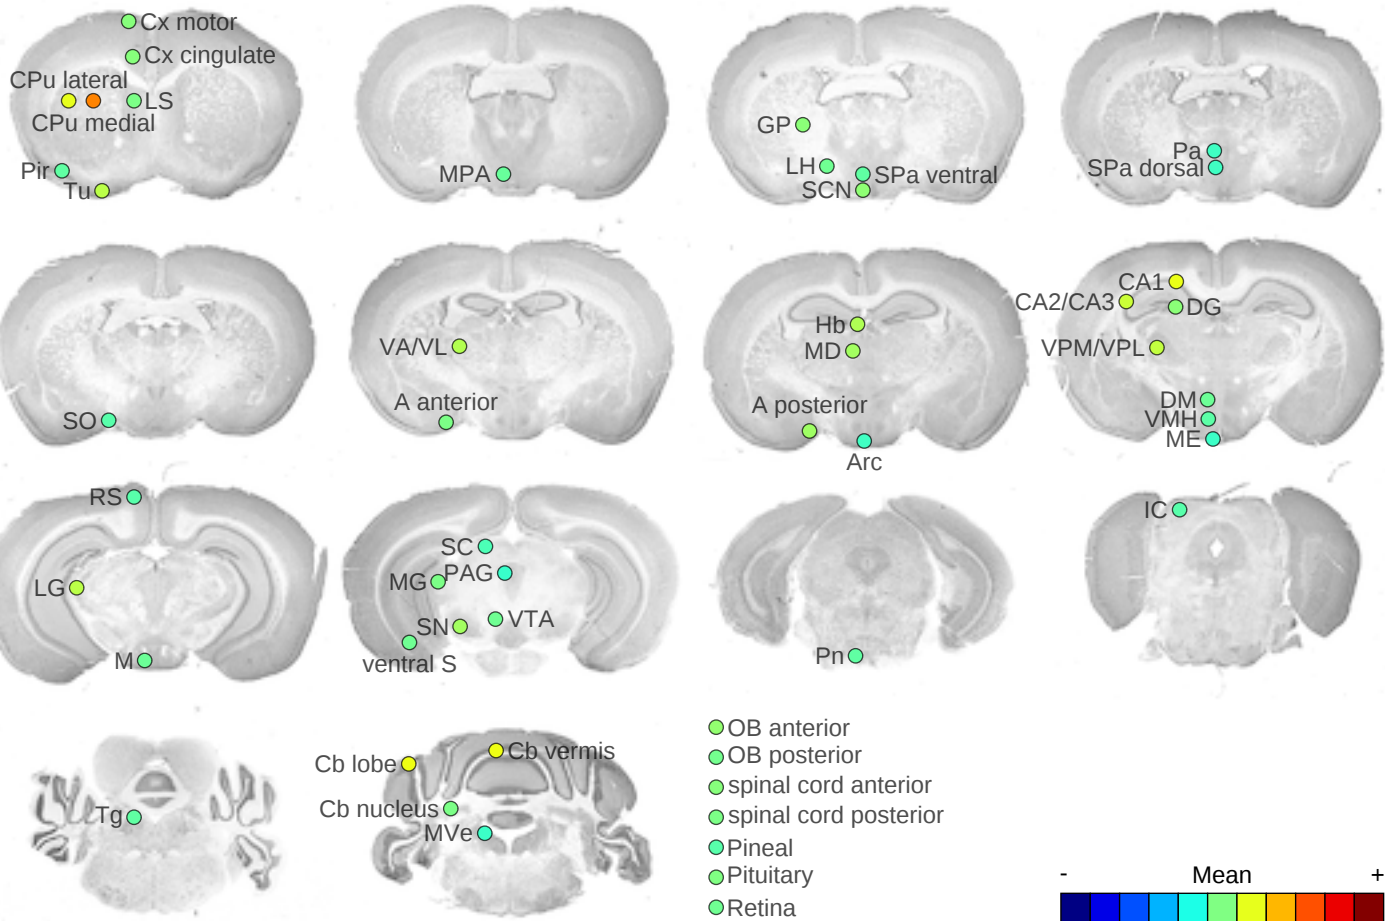 Cx motor
Cx cingulate
CPu lateral
LS
CPu medial
Pir
Tu
MPA
GP
LH
SPa ventral
SCN
Pa
SPa dorsal
SO
VA/VL
A anterior
Hb
MD
A posterior
Arc
CA1
CA2/CA3
DG
VPM/VPL
DM
VMH
ME
RS
LG
M
SC
PAG
MG
VTA
SN
ventral S
Pn
IC
Tg
Cb lobe
Cb vermis
Cb nucleus
MVe
OB anterior
OB posterior
spinal cord anterior
spinal cord posterior
Pineal
Pituitary
Retina
- Mean +